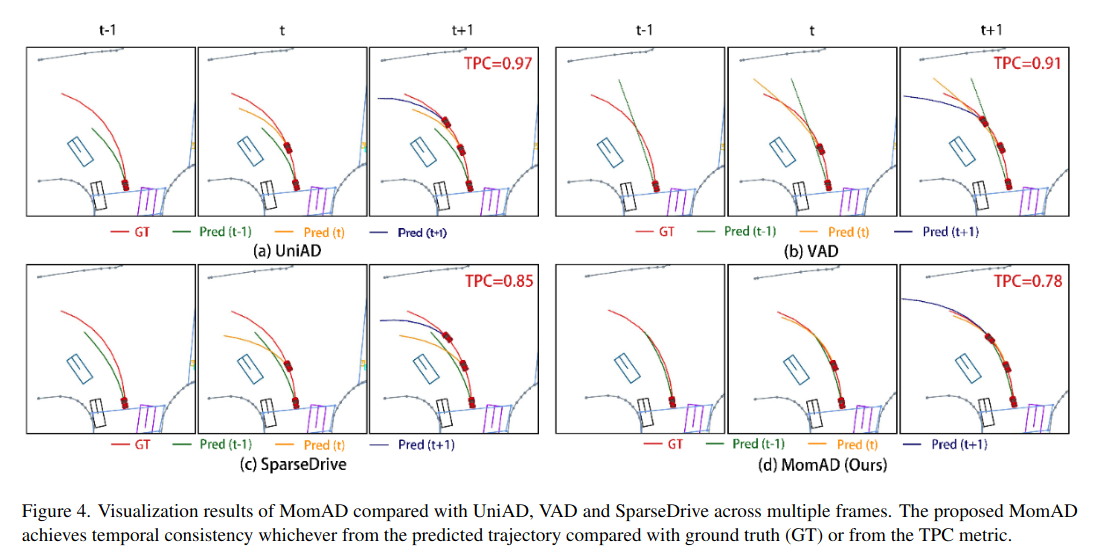 t-1 t t+1 t-1 t t+1
TPC=0.97 TPC=0.91
GT Pred (t-1) Pred (t) Pred (t+1) GT Pred (t-1) Pred (t) Pred (t+1)
(a) UniAD (b) VAD
TPC=0.85 TPC=0.78
GT Pred (t-1) Pred (t) Pred (t+1) GT Pred (t-1) Pred (t) Pred (t+1)
(c) SparseDrive (d) MomAD (Ours)
Figure 4. Visualization results of MomAD compared with UniAD, VAD and SparseDrive across multiple frames. The proposed MomAD
achieves temporal consistency whichever from the predicted trajectory compared with ground truth (GT) or from the TPC metric.